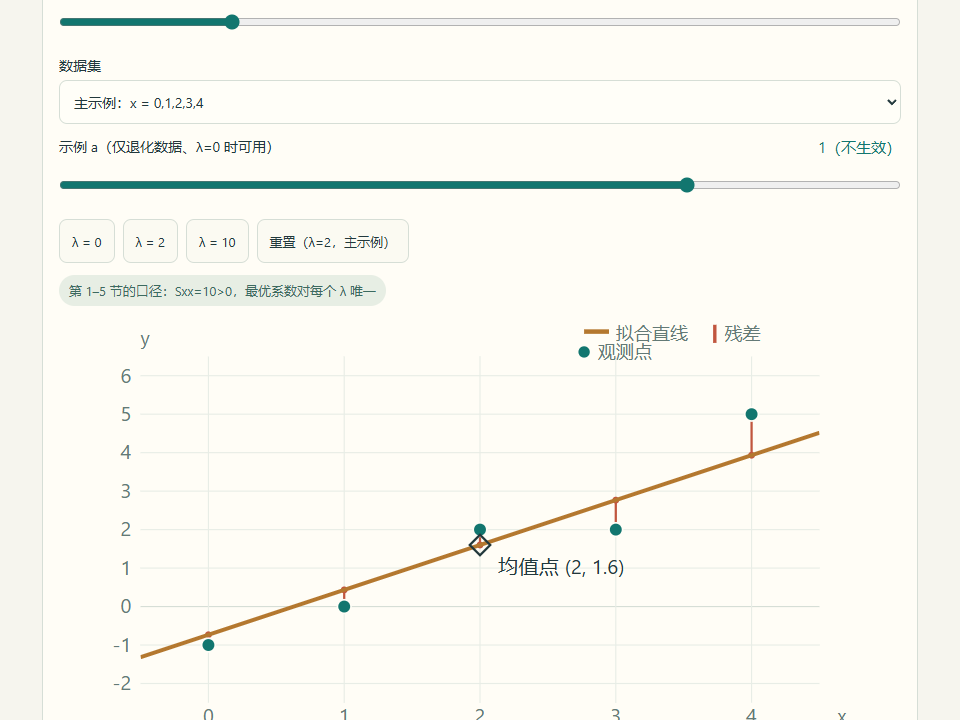 数据集
主示例：x = 0,1,2,3,4
示例 a（仅退化数据、λ=0 时可用）
1（不生效）
λ = 0
λ = 2
λ = 10
重置（λ=2，主示例）
第 1–5 节的口径：Sxx=10>0，最优系数对每个 λ 唯一
y
拟合直线
残差
观测点
6
5
4
3
2
1
0
-1
-2
均值点 (2, 1.6)
0
1
2
3
4
x